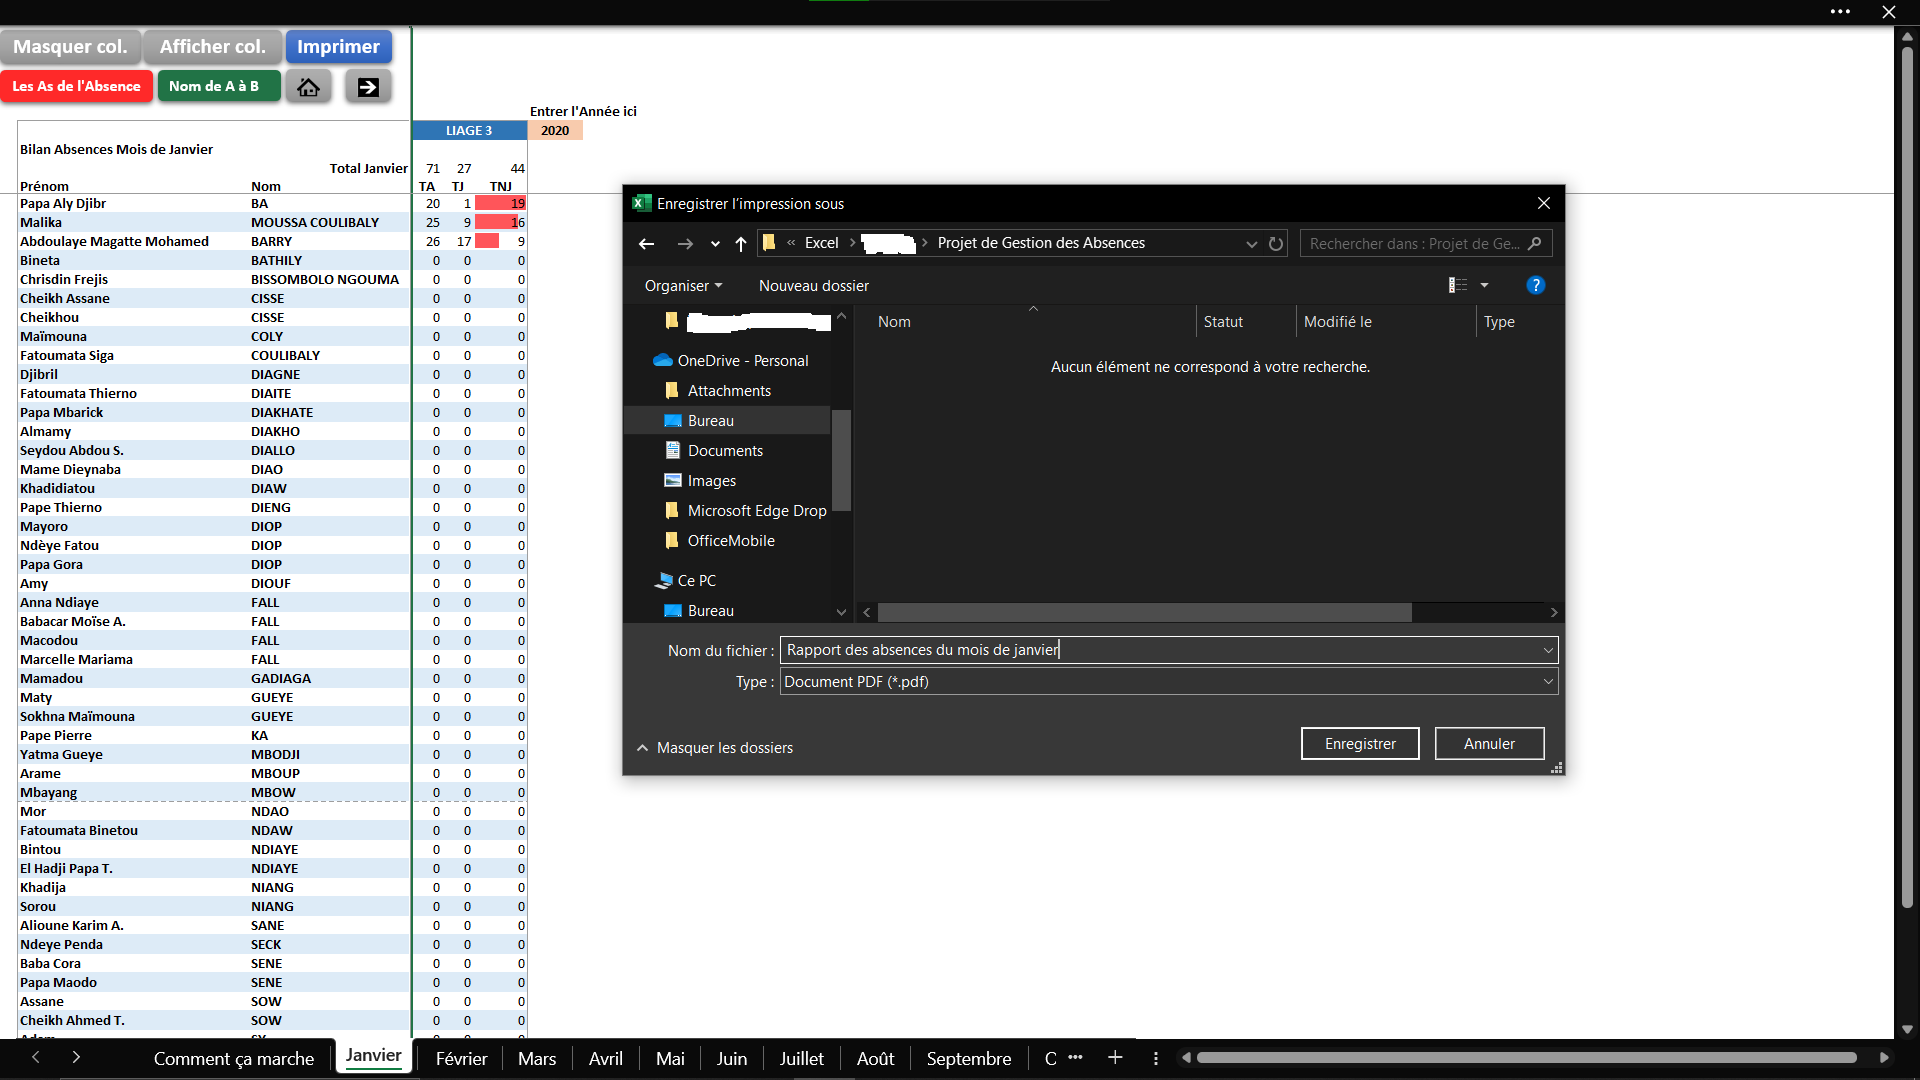 Masquer col. Afficher col. Imprimer
Les As de l'Absence Nom de A à B
Entrer l'Année ici
LIAGE 3 2020
Bilan Absences Mois de Janvier
Total Janvier 71 27 44
Prénom Nom TA TJ TNJ
Papa Aly Djibr BA 20 1 19
Malika MOUSSA COULIBALY 25 9 16
Abdoulaye Magatte Mohamed BARRY 26 17 9
Bineta BATHILY 0 0 0
Chrisdin Frejis BISSOMBOLO NGOUMA 0 0 0
Cheikh Assane CISSE 0 0 0
Cheikhou CISSE 0 0 0
Maïmouna COLY 0 0 0
Fatoumata Siga COULIBALY 0 0 0
Djibril DIAGNE 0 0 0
Fatoumata Thierno DIAITE 0 0 0
Papa Mbarick DIAKHATE 0 0 0
Almamy DIAKHO 0 0 0
Seydou Abdou S. DIALLO 0 0 0
Mame Dieynaba DIAO 0 0 0
Khadidiatou DIAW 0 0 0
Pape Thierno DIENG 0 0 0
Mayoro DIOP 0 0 0
Ndèye Fatou DIOP 0 0 0
Papa Gora DIOP 0 0 0
Amy DIOUF 0 0 0
Anna Ndiaye FALL 0 0 0
Babacar Moïse A. FALL 0 0 0
Macodou FALL 0 0 0
Marcelle Mariama FALL 0 0 0
Mamadou GADIAGA 0 0 0
Maty GUEYE 0 0 0
Sokhna Maïmouna GUEYE 0 0 0
Pape Pierre KA 0 0 0
Yatma Gueye MBODJI 0 0 0
Arame MBOUP 0 0 0
Mbayang MBOW 0 0 0
Mor NDAO 0 0 0
Fatoumata Binetou NDAW 0 0 0
Bintou NDIAYE 0 0 0
El Hadji Papa T. NDIAYE 0 0 0
Khadija NIANG 0 0 0
Sorou NIANG 0 0 0
Alioune Karim A. SANE 0 0 0
Ndeye Penda SECK 0 0 0
Baba Cora SENE 0 0 0
Papa Maodo SENE 0 0 0
Assane SOW 0 0 0
Cheikh Ahmed T. SOW 0 0 0
Enregistrer l'impression sous
« Excel > > Projet de Gestion des Absences
Rechercher dans : Projet de Ge...
Organiser Nouveau dossier ?
Nom Statut Modifié le Type
Aucun élément ne correspond à votre recherche.
OneDrive - Personal
Attachments
Bureau
Documents
Images
Microsoft Edge Drop
OfficeMobile
Ce PC
Bureau
Nom du fichier : Rapport des absences du mois de janvier
Type : Document PDF (*.pdf)
Masquer les dossiers Enregistrer Annuler
Comment ça marche Janvier Février Mars Avril Mai Juin Juillet Août Septembre